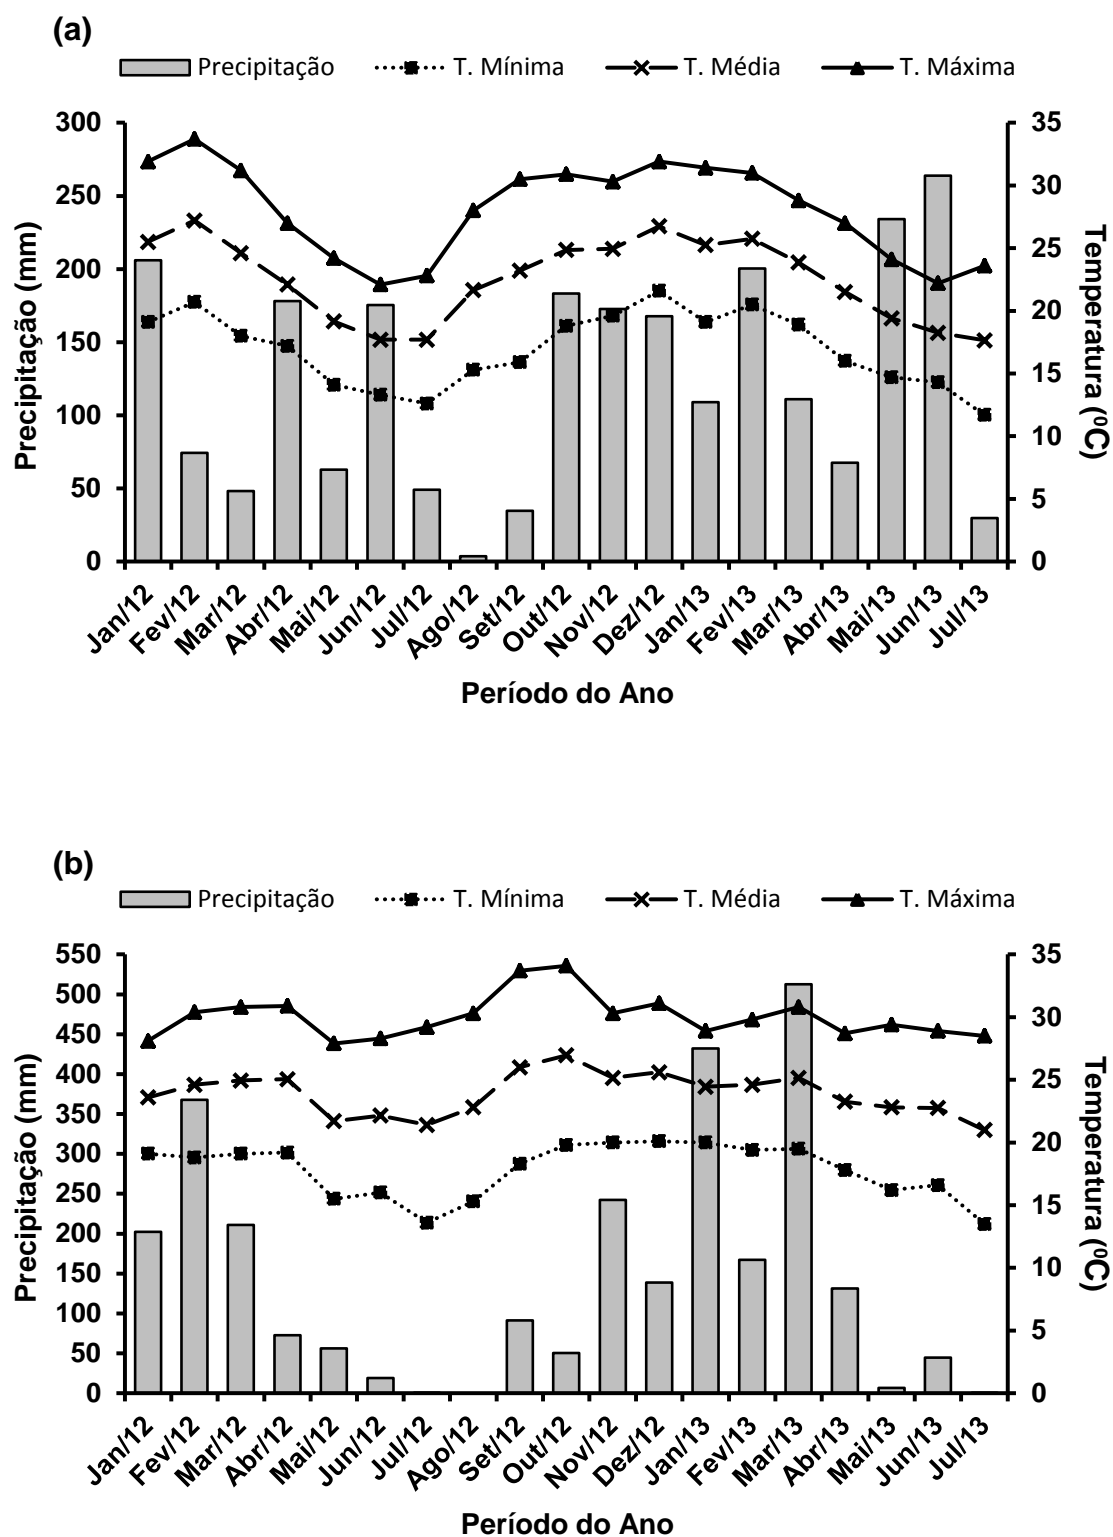 (a)
Precipitação T. Mínima T. Média T. Máxima
300 35
250 30
200 25
150 20
100 15
50 10
0 5
0
Precipitação (mm)
Temperatura (⁰C)
Jan/12 Fev/12 Mar/12 Abr/12 Mai/12 Jun/12 Jul/12 Ago/12 Set/12 Out/12 Nov/12 Dez/12 Jan/13 Fev/13 Mar/13 Abr/13 Mai/13 Jun/13 Jul/13
Período do Ano
(b)
Precipitação T. Mínima T. Média T. Máxima
550 35
500 30
450 25
400 20
350 15
300 10
250 5
200 0
150
100
50
0
Precipitação (mm)
Temperatura (⁰C)
Jan/12 Fev/12 Mar/12 Abr/12 Mai/12 Jun/12 Jul/12 Ago/12 Set/12 Out/12 Nov/12 Dez/12 Jan/13 Fev/13 Mar/13 Abr/13 Mai/13 Jun/13 Jul/13
Período do Ano